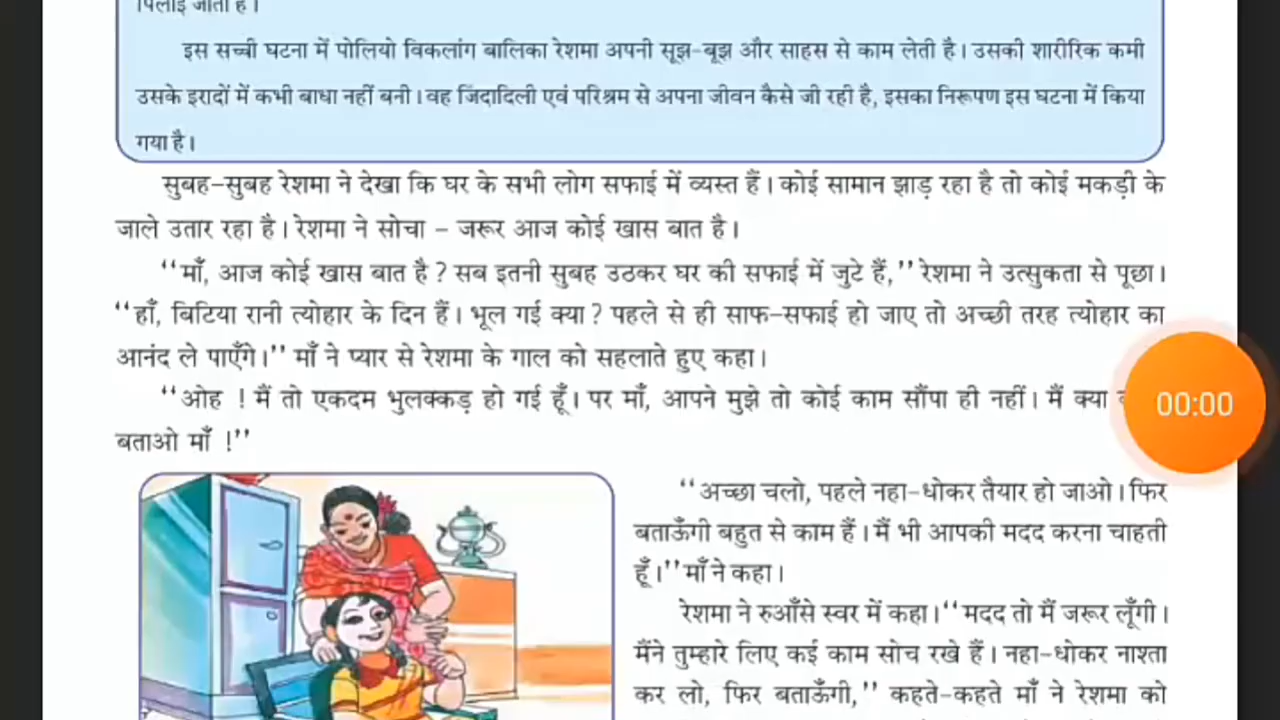 पिलाई जाती है।
इस सच्ची घटना में पोलियो विकलांग बालिका रेशमा अपनी सूझ-बूझ और साहस से काम लेती है। उसकी शारीरिक कमी
उसके इरादों में कभी बाधा नहीं बनी। वह जिंदादिली एवं परिश्रम से अपना जीवन कैसे जी रही है, इसका निरूपण इस घटना में किया
गया है।
सुबह-सुबह रेशमा ने देखा कि घर के सभी लोग सफाई में व्यस्त हैं। कोई सामान झाड़ रहा है तो कोई मकड़ी के
जाले उतार रहा है। रेशमा ने सोचा – जरूर आज कोई खास बात है।
‘‘माँ, आज कोई खास बात है ? सब इतनी सुबह उठकर घर की सफाई में जुटे हैं,’’ रेशमा ने उत्सुकता से पूछा।
‘‘हाँ, बिटिया रानी त्योहार के दिन हैं। भूल गई क्या ? पहले से ही साफ-सफाई हो जाए तो अच्छी तरह त्योहार का
आनंद ले पाएँगे।’’ माँ ने प्यार से रेशमा के गाल को सहलाते हुए कहा।
‘‘ओह ! मैं तो एकदम भुलक्कड़ हो गई हूँ। पर माँ, आपने मुझे तो कोई काम सौंपा ही नहीं। मैं क्या
00:00
बताओ माँ !’’
‘‘अच्छा चलो, पहले नहा-धोकर तैयार हो जाओ। फिर
बताऊँगी बहुत से काम हैं। मैं भी आपकी मदद करना चाहती
हूँ।’’ माँ ने कहा।
रेशमा ने रुआँसे स्वर में कहा। ‘‘मदद तो मैं जरूर लूँगी।
मैंने तुम्हारे लिए कई काम सोच रखे हैं। नहा-धोकर नाश्ता
कर लो, फिर बताऊँगी,’’ कहते-कहते माँ ने रेशमा को